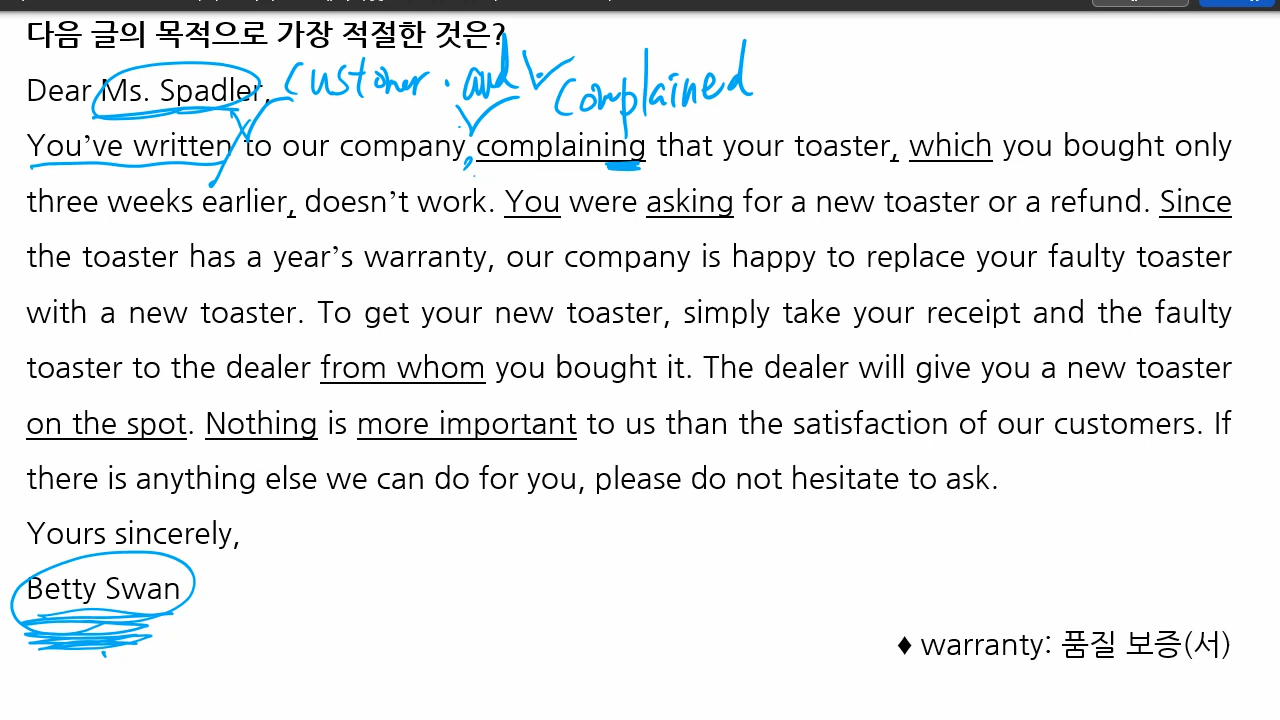 다음 글의 목적으로 가장 적절한 것은?
Dear Ms. Spadler, customer. and V complained
You’ve written to our company, complaining that your toaster, which you bought only
three weeks earlier, doesn’t work. You were asking for a new toaster or a refund. Since
the toaster has a year’s warranty, our company is happy to replace your faulty toaster
with a new toaster. To get your new toaster, simply take your receipt and the faulty
toaster to the dealer from whom you bought it. The dealer will give you a new toaster
on the spot. Nothing is more important to us than the satisfaction of our customers. If
there is anything else we can do for you, please do not hesitate to ask.
Yours sincerely,
Betty Swan
♦ warranty: 품질 보증(서)